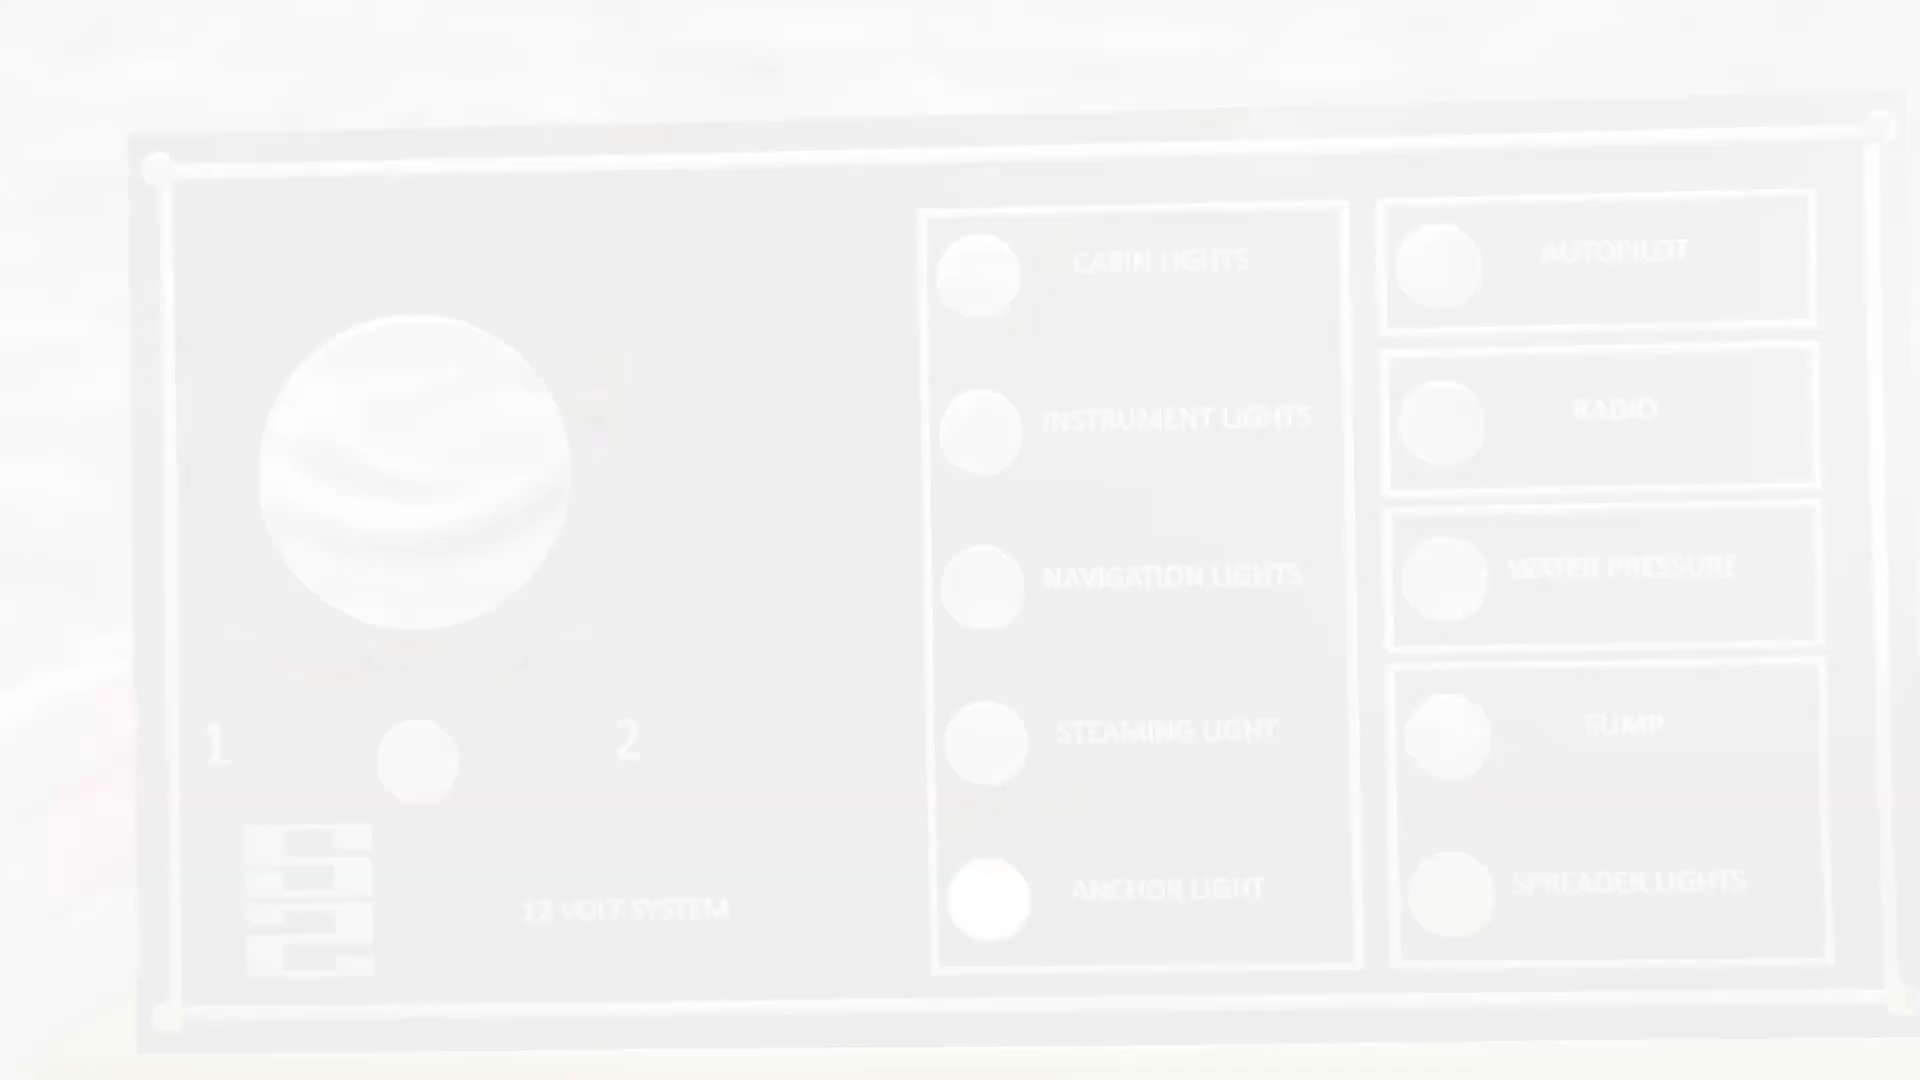 CABIN LIGHTS
INSTRUMENT LIGHTS
NAVIGATION LIGHTS
STEAMING LIGHT
ANCHOR LIGHT
AUTOPILOT
RADIO
WATER PRESSURE
SUMP
SPREADER LIGHTS
1
2
12 VOLT SYSTEM